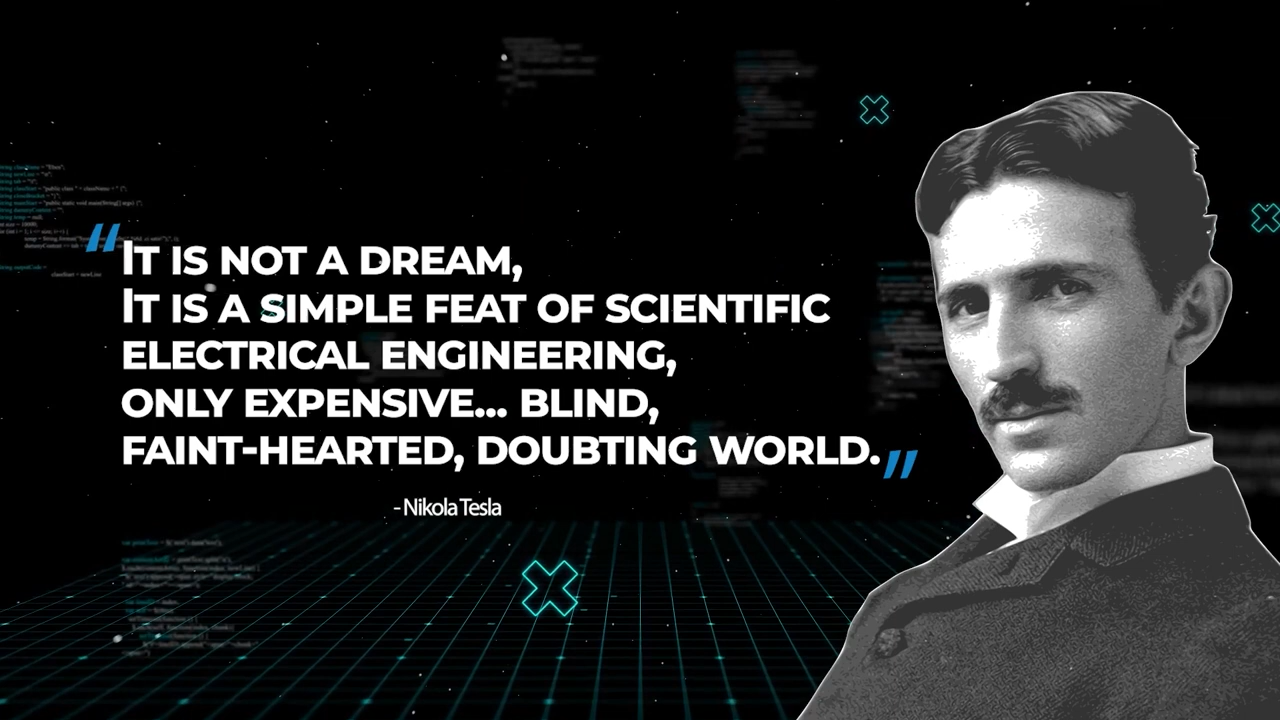 "IT IS NOT A DREAM,
IT IS A SIMPLE FEAT OF SCIENTIFIC
ELECTRICAL ENGINEERING,
ONLY EXPENSIVE... BLIND,
FAINT-HEARTED, DOUBTING WORLD."
- Nikola Tesla